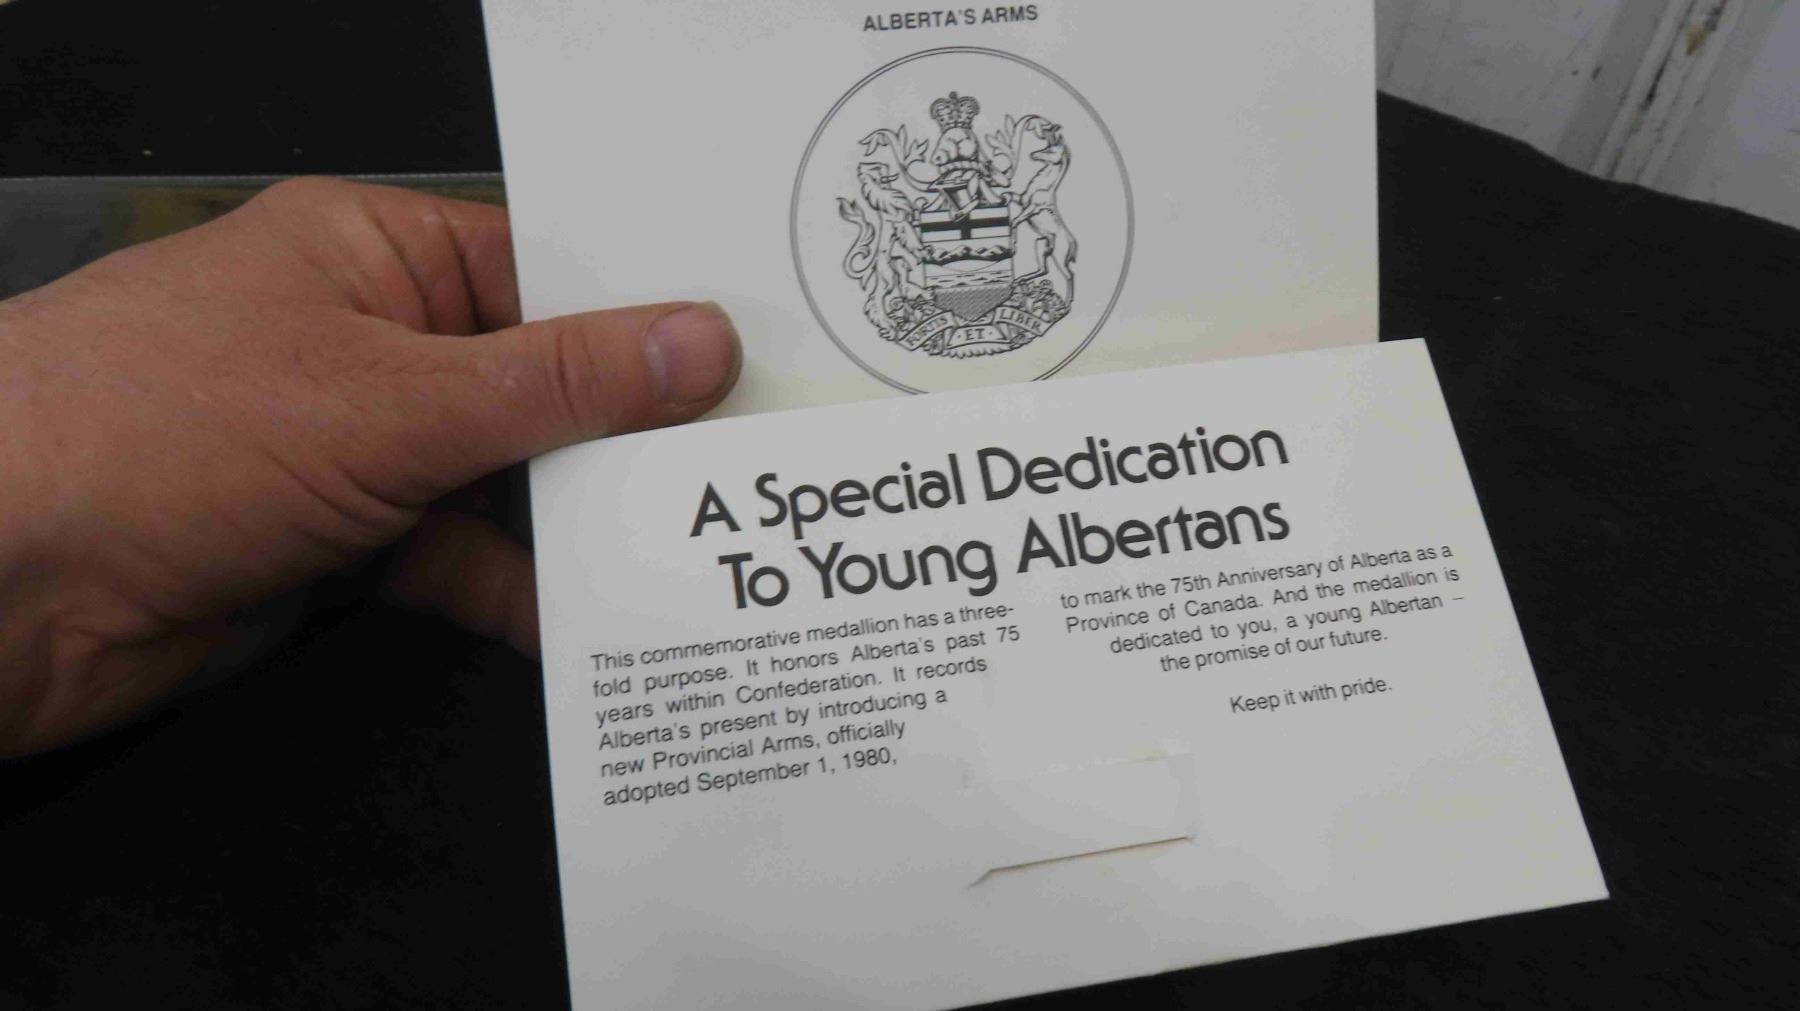 ALBERTA'S ARMS
FORTIS ET LIBER
A Special Dedication
To Young Albertans
This commemorative medallion has a three-
fold purpose. It honors Alberta's past 75
years within Confederation. It records
Alberta's present by introducing a
new Provincial Arms, officially
adopted September 1, 1980,
to mark the 75th Anniversary of Alberta as a
Province of Canada. And the medallion is
dedicated to you, a young Albertan –
the promise of our future.
Keep it with pride.